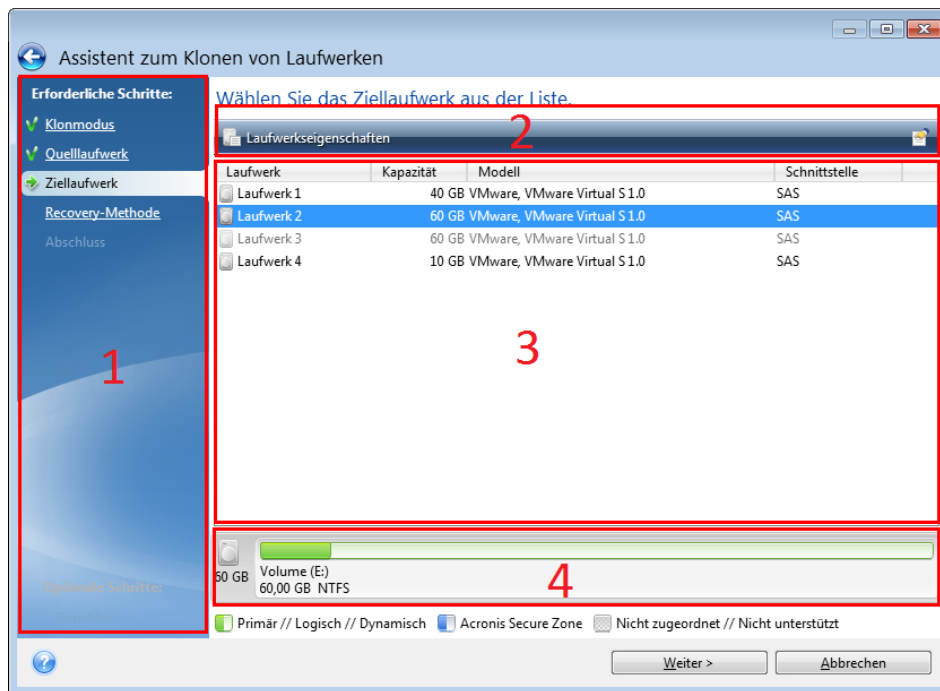 Assistent zum Klonen von Laufwerken
Erforderliche Schritte:
Klonmodus
Quelllaufwerk
Ziellaufwerk
Recovery-Methode
Abschluss
1
Wählen Sie das Ziellaufwerk aus der Liste.
Laufwerkseigenschaften
2
Laufwerk Kapazität Modell Schnittstelle
Laufwerk 1 40 GB VMware, VMware Virtual S 1.0 SAS
Laufwerk 2 60 GB VMware, VMware Virtual S 1.0 SAS
Laufwerk 3 60 GB VMware, VMware Virtual S 1.0 SAS
Laufwerk 4 10 GB VMware, VMware Virtual S 1.0 SAS
3
60 GB
Volume (E:)
60,00 GB NTFS
4
Primär // Logisch // Dynamisch Acronis Secure Zone Nicht zugeordnet // Nicht unterstützt
Weiter > Abbrechen